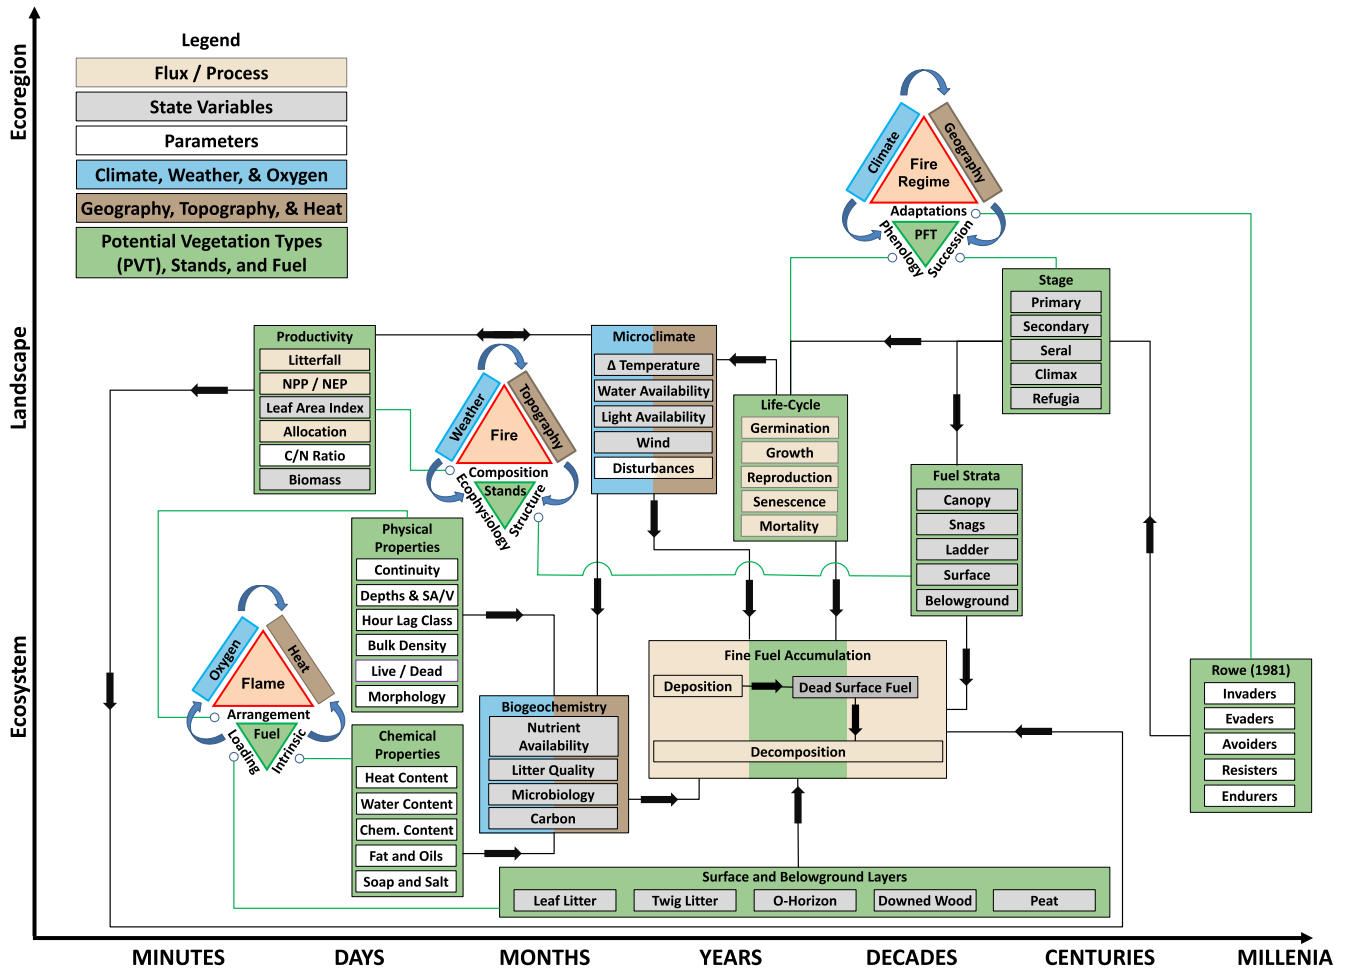 Legend
Flux / Process
State Variables
Parameters
Climate, Weather, & Oxygen
Geography, Topography, & Heat
Potential Vegetation Types
(PVT), Stands, and Fuel
Ecoregion
Landscape
Ecosystem
Climate
Geography
Fire
Regime
Adaptations
Phenology
PFT
Succession
Stage
Primary
Secondary
Seral
Climax
Refugia
Productivity
Litterfall
NPP / NEP
Leaf Area Index
Allocation
C/N Ratio
Biomass
Weather
Topography
Fire
Composition
Ecophysiology
Stands
Structure
Microclimate
Δ Temperature
Water Availability
Light Availability
Wind
Disturbances
Life-Cycle
Germination
Growth
Reproduction
Senescence
Mortality
Fuel Strata
Canopy
Snags
Ladder
Surface
Belowground
Physical
Properties
Continuity
Depths & SA/V
Hour Lag Class
Bulk Density
Live / Dead
Morphology
Oxygen
Heat
Flame
Arrangement
Loading
Fuel
Intrinsic
Chemical
Properties
Heat Content
Water Content
Chem. Content
Fat and Oils
Soap and Salt
Biogeochemistry
Nutrient
Availability
Litter Quality
Microbiology
Carbon
Fine Fuel Accumulation
Deposition
Dead Surface Fuel
Decomposition
Rowe (1981)
Invaders
Evaders
Avoiders
Resisters
Endurers
Surface and Belowground Layers
Leaf Litter
Twig Litter
O-Horizon
Downed Wood
Peat
MINUTES
DAYS
MONTHS
YEARS
DECADES
CENTURIES
MILLENIA